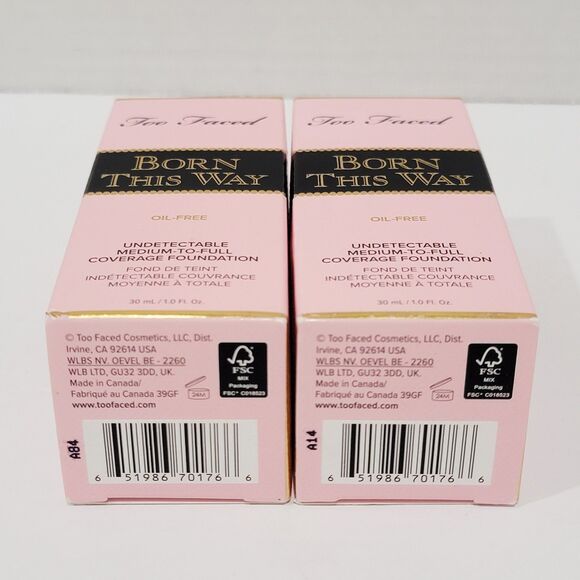 Too Faced
BORN
THIS WAY
OIL-FREE
UNDETECTABLE
MEDIUM-TO-FULL
COVERAGE FOUNDATION
FOND DE TEINT
INDÉTECTABLE COUVRANCE
MOYENNE À TOTALE
30 mL / 1.0 Fl. Oz.
© Too Faced Cosmetics, LLC, Dist.
Irvine, CA 92614 USA
WLBS NV. OEVEL BE - 2260
WLB LTD, GU32 3DD, UK.
Made in Canada/
Fabriqué au Canada 39GF
www.toofaced.com
24M
FSC
MIX
Packaging
FSC® C018523
A84
6 51986 70176 6
Too Faced
BORN
THIS WAY
OIL-FREE
UNDETECTABLE
MEDIUM-TO-FULL
COVERAGE FOUNDATION
FOND DE TEINT
INDÉTECTABLE COUVRANCE
MOYENNE À TOTALE
30 mL / 1.0 Fl. Oz.
© Too Faced Cosmetics, LLC, Dist.
Irvine, CA 92614 USA
WLBS NV. OEVEL BE - 2260
WLB LTD, GU32 3DD, UK.
Made in Canada/
Fabriqué au Canada 39GF
www.toofaced.com
24M
FSC
MIX
Packaging
FSC® C018523
A14
6 51986 70176 6